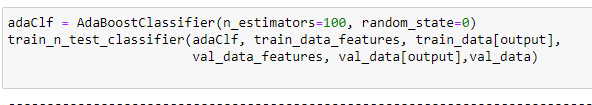 adaClf = AdaBoostClassifier(n_estimators=100, random_state=0)
train_n_test_classifier(adaClf, train_data_features, train_data[output],
                        val_data_features, val_data[output],val_data)
---------------------------------------------------------------------------